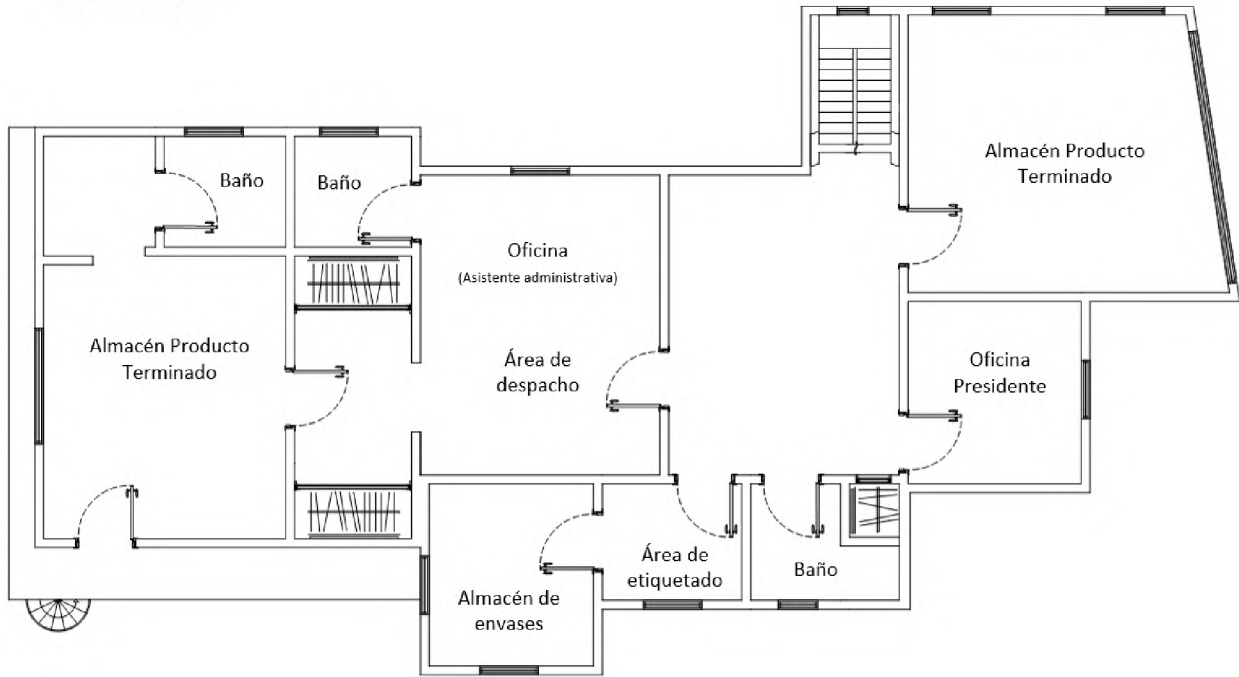 Almacén Producto
Terminado
Baño
Baño
Oficina
(Asistente administrativa)
Almacén Producto
Terminado
Área de
despacho
Oficina
Presidente
Área de
etiquetado
Baño
Almacén de
envases